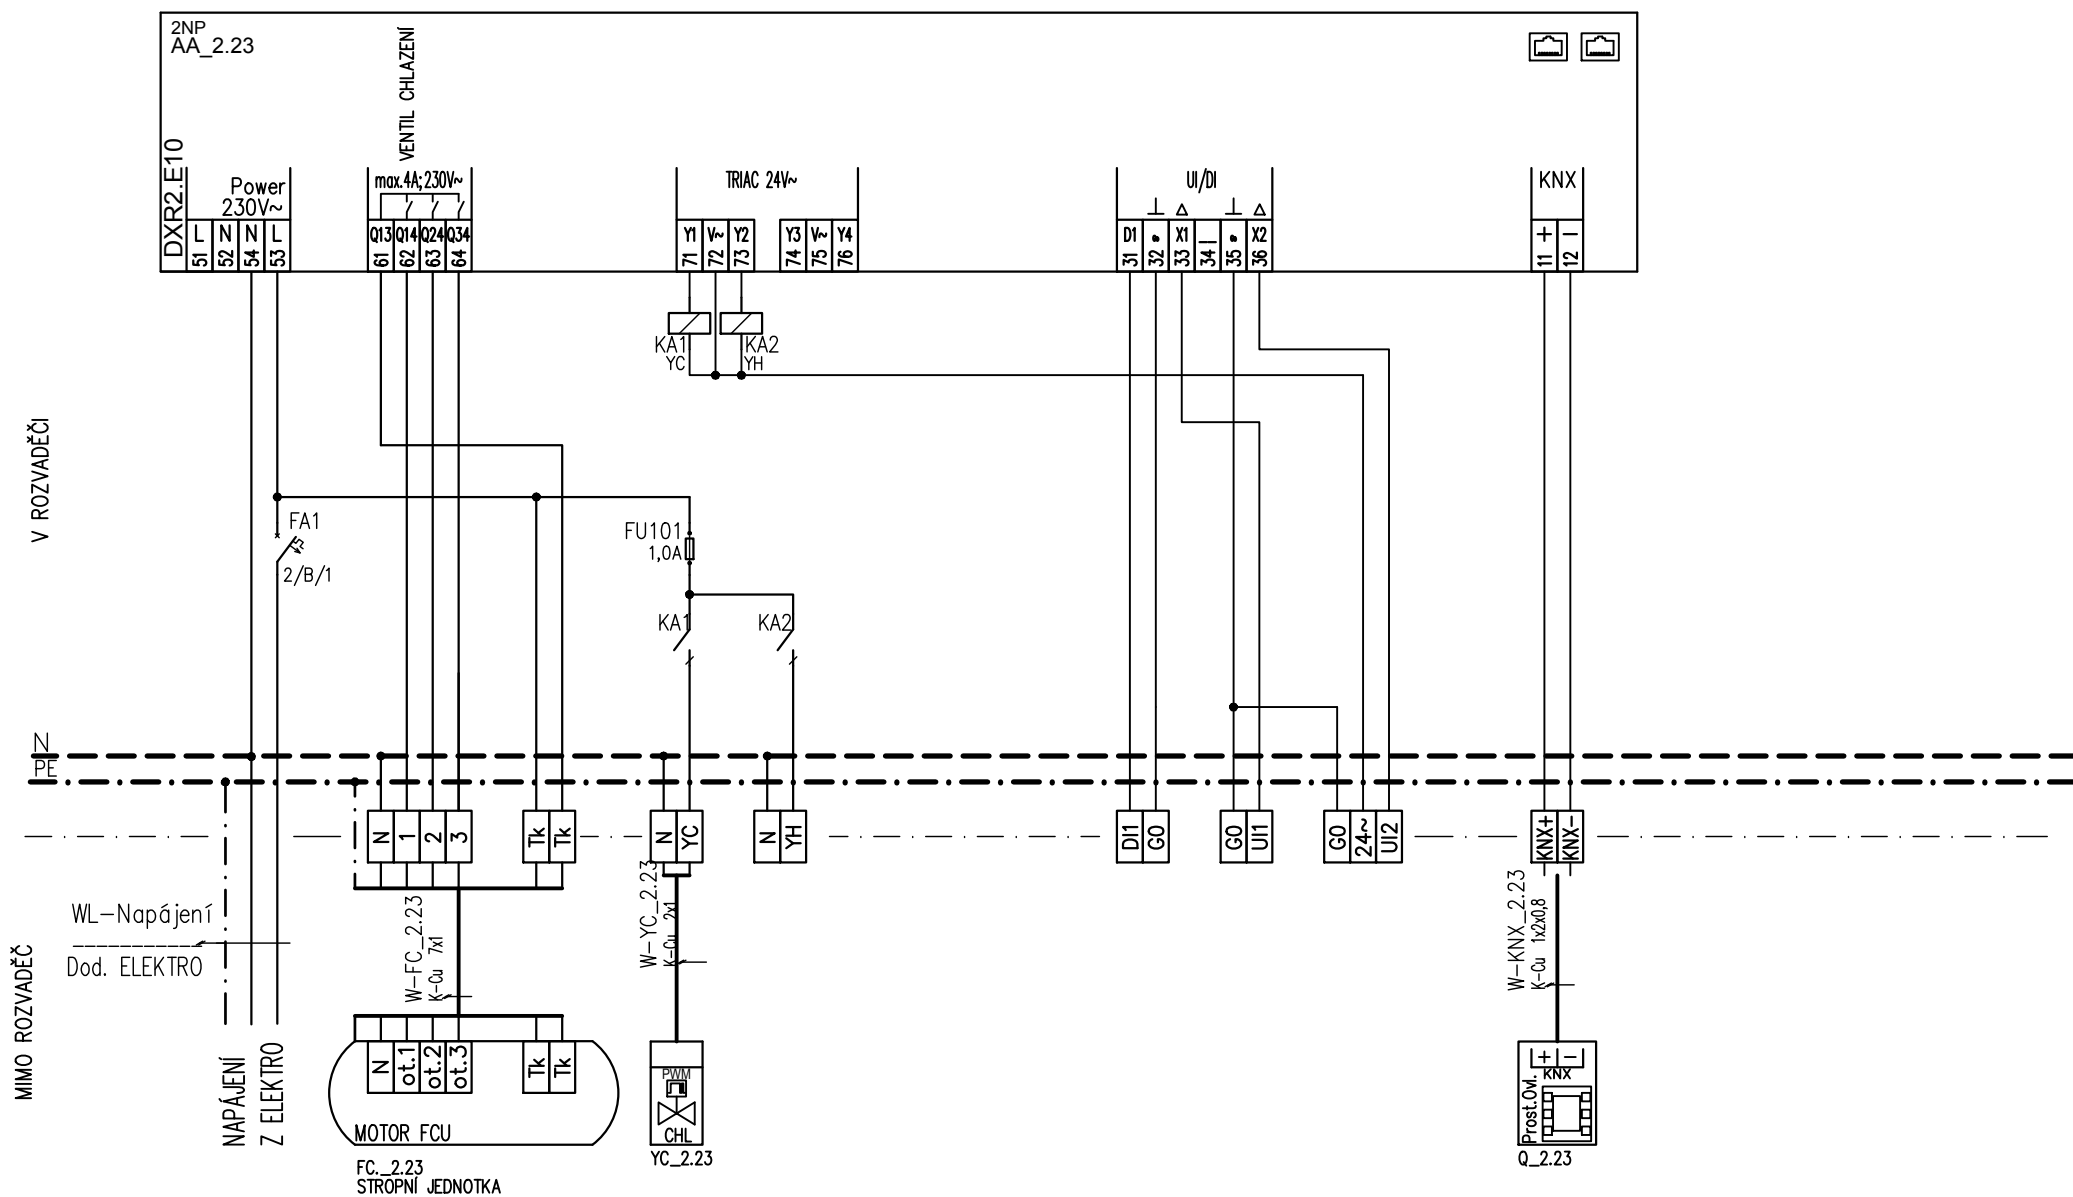 2NP
AA_2.23
DXR2.E10
VENTIL CHLAZENÍ
Power
230V~
max.4A;230V~
TRIAC 24V~
UI/DI
KNX
L N N L
51 52 54 53
Q13 Q14 Q24 Q34
61 62 63 64
Y1 V~ Y2
71 72 73
Y3 V~ Y4
74 75 76
D1 X1 X2
31 32 33 34 35 36
+ −
11 12
KA1
YC
KA2
YH
V ROZVADĚČI
FA1
2/B/1
FU101
1,0A
KA1
KA2
N
PE
N 1 2 3
Tk Tk
N YC
N YH
DI1 GO
GO UI1
GO 24~ UI2
KNX+ KNX-
MIMO ROZVADĚČ
WL-Napájení
Dod. ELEKTRO
NAPÁJENÍ
Z ELEKTRO
W-FC_2.23
K-Cu 7x1
W-YC_2.23
K-Cu 2x1
W-KNX_2.23
K-Cu 1x2x0,8
N ot.1 ot.2 ot.3
Tk Tk
MOTOR FCU
FC._2.23
STROPNÍ JEDNOTKA
PWM
CHL
YC_2.23
+ −
KNX
Prost.Ovl.
Q_2.23